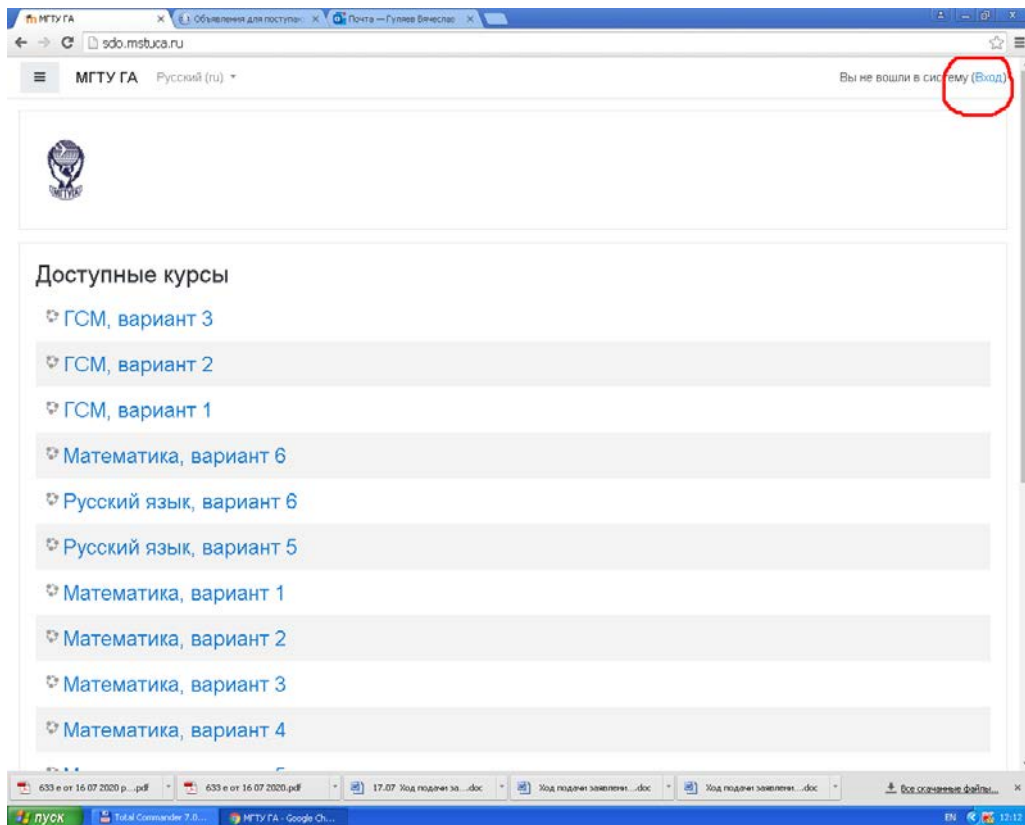 МГТУ ГА
Объявления для поступаю
Почта — Гуляев Вячеслав
sdo.mstuca.ru
МГТУ ГА Русский (ru)
Вы не вошли в систему (Вход)
МГТУГА
Доступные курсы
ГСМ, вариант 3
ГСМ, вариант 2
ГСМ, вариант 1
Математика, вариант 6
Русский язык, вариант 6
Русский язык, вариант 5
Математика, вариант 1
Математика, вариант 2
Математика, вариант 3
Математика, вариант 4
633 е от 16 07 2020 р....pdf
633 е от 16 07 2020.pdf
17.07 Ход подачи за....doc
Ход подачи заявлени....doc
Ход подачи заявлени....doc
Все скачанные файлы...
пуск
Total Commander 7.0...
МГТУ ГА - Google Ch...
EN
12:12